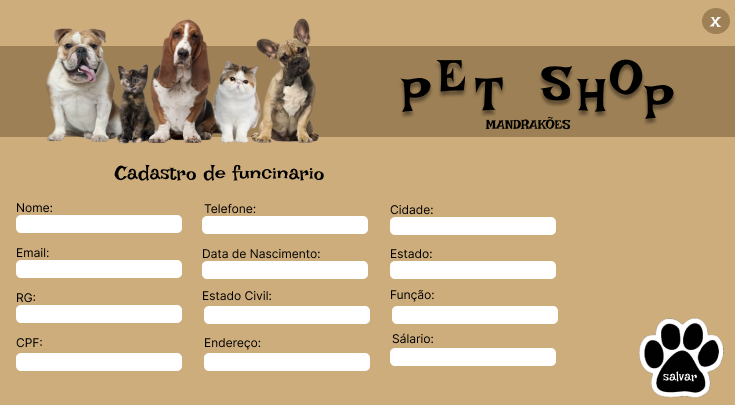 x
PET SHOP
MANDRAKÕES
Cadastro de funcinario
Nome:
Telefone:
Cidade:
Email:
Data de Nascimento:
Estado:
RG:
Estado Civil:
Função:
CPF:
Endereço:
Sálario:
salvar